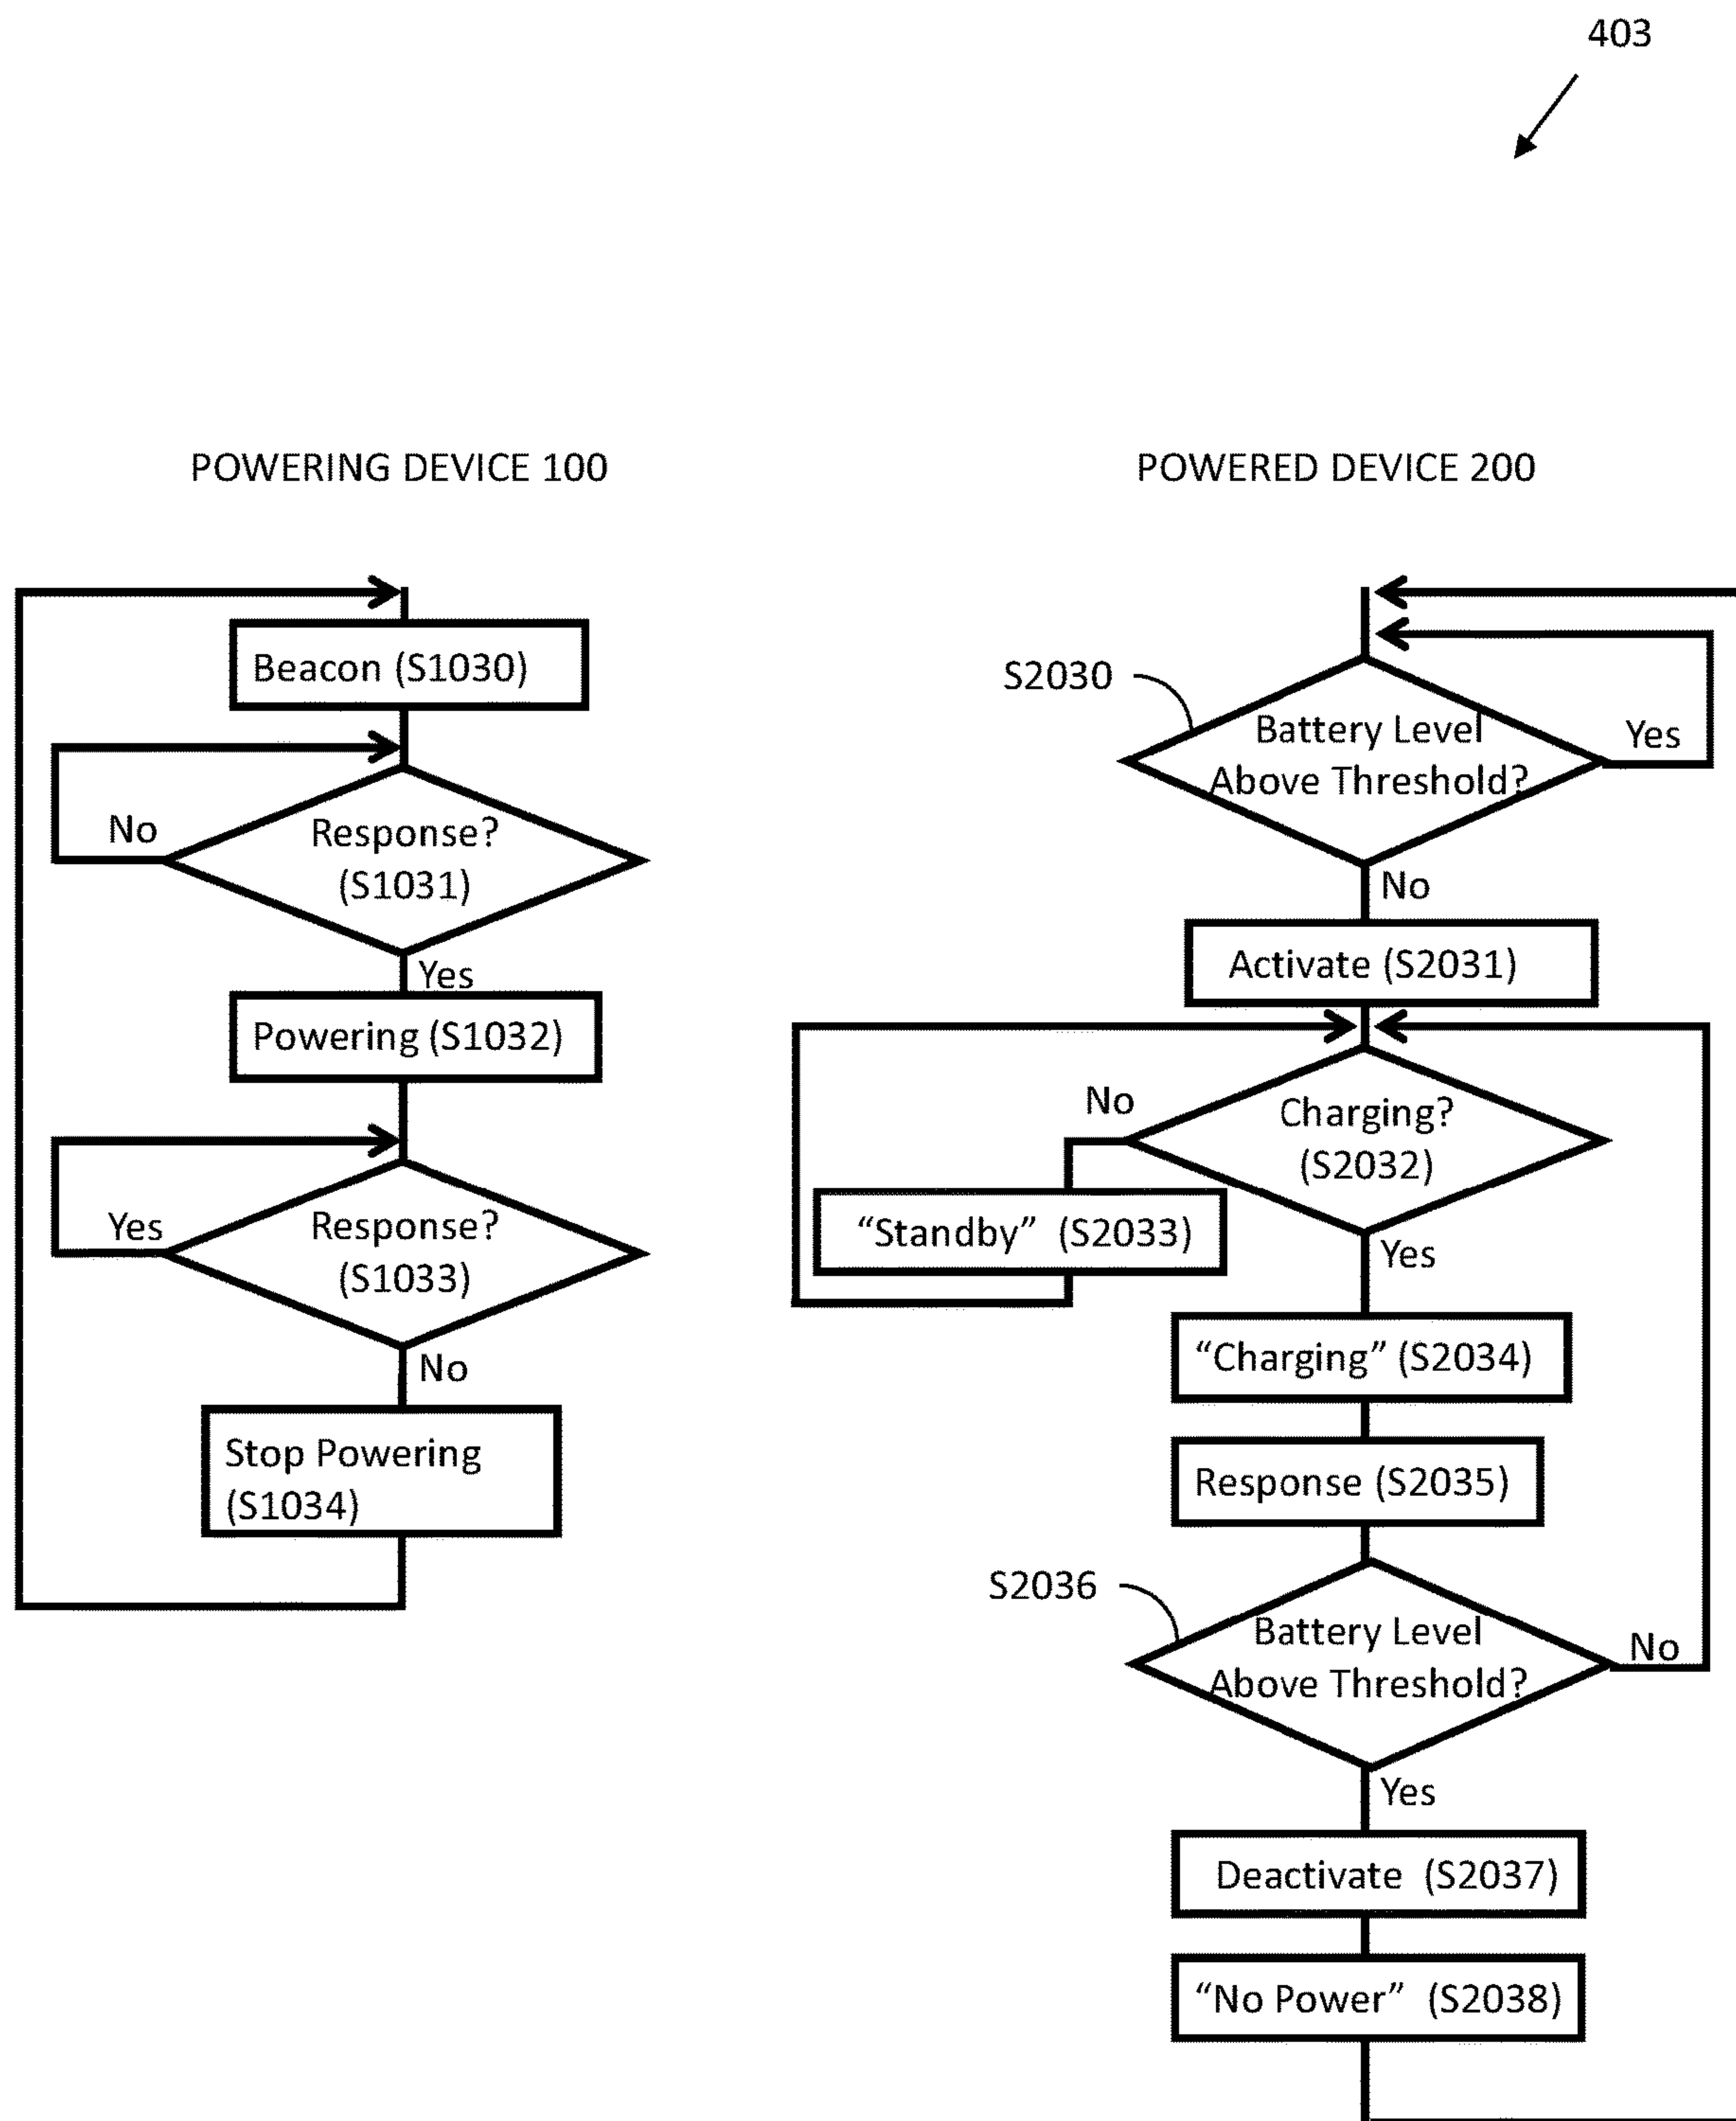 403
POWERING DEVICE 100
Beacon (S1030)
Response?
(S1031)
No
Yes
Powering (S1032)
Response?
(S1033)
Yes
No
Stop Powering
(S1034)
POWERED DEVICE 200
S2030
Battery Level
Above Threshold?
Yes
No
Activate (S2031)
Charging?
(S2032)
No
“Standby” (S2033)
Yes
“Charging” (S2034)
Response (S2035)
S2036
Battery Level
Above Threshold?
No
Yes
Deactivate (S2037)
“No Power” (S2038)